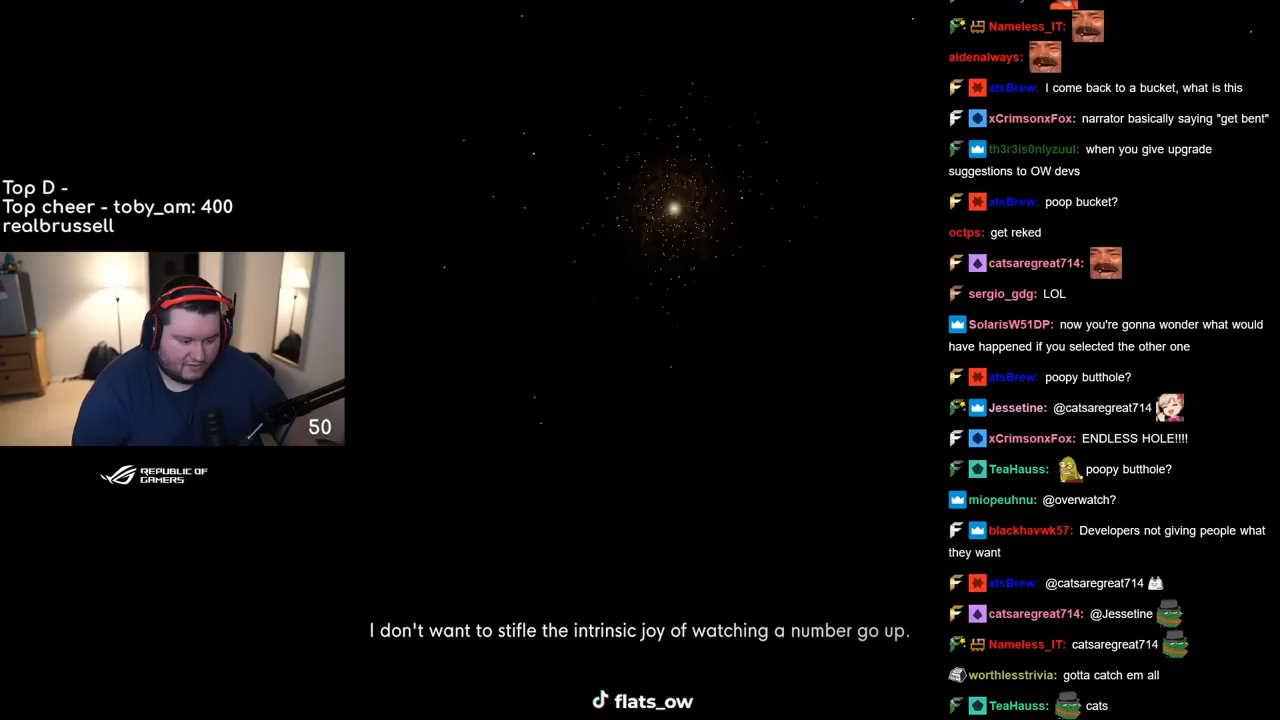 Top D -
Top cheer - toby_am: 400
realbrussell
50
REPUBLIC OF
GAMERS
I don't want to stifle the intrinsic joy of watching a number go up.
flats_ow
Nameless_IT:
aidenalways:
atsBrew: I come back to a bucket, what is this
xCrimsonxFox: narrator basically saying "get bent"
th3r3is0nlyzuul: when you give upgrade
suggestions to OW devs
atsBrew: poop bucket?
octps: get reked
catsaregreat714:
sergio_gdg: LOL
SolarisW51DP: now you're gonna wonder what would
have happened if you selected the other one
atsBrew: poopy butthole?
Jessetine: @catsaregreat714
xCrimsonxFox: ENDLESS HOLE!!!!
TeaHauss: poopy butthole?
miopeuhnu: @overwatch?
blackhavwk57: Developers not giving people what
they want
atsBrew: @catsaregreat714
catsaregreat714: @Jessetine
Nameless_IT: catsaregreat714
worthlesstrivia: gotta catch em all
TeaHauss: cats